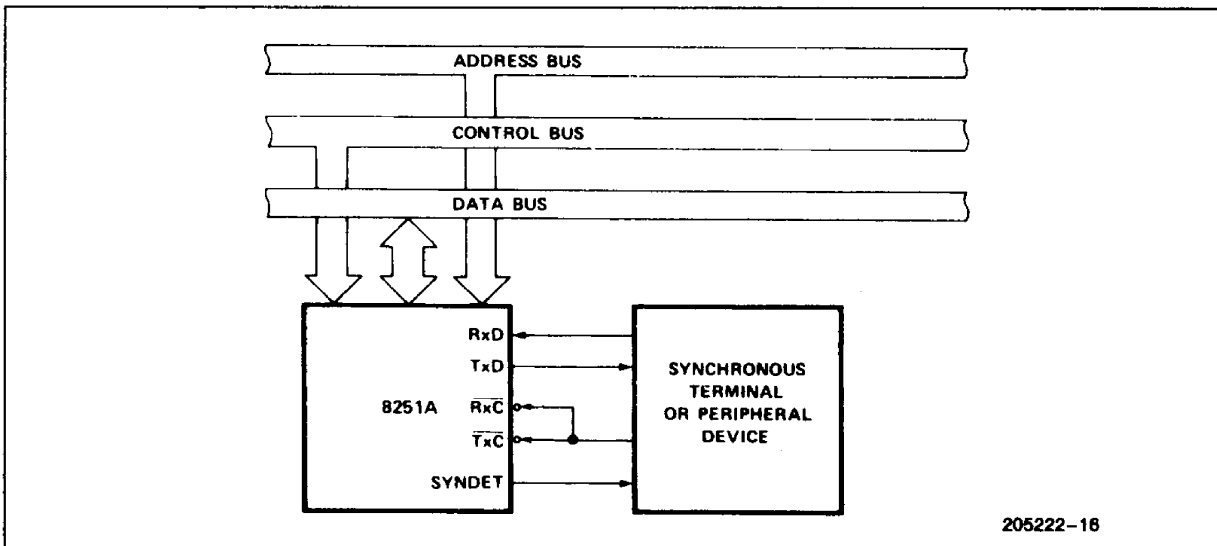 ADDRESS BUS
CONTROL BUS
DATA BUS
RxD
TxD
8251A
RxC
TxC
SYNDET
SYNCHRONOUS
TERMINAL
OR PERIPHERAL
DEVICE
205222–16